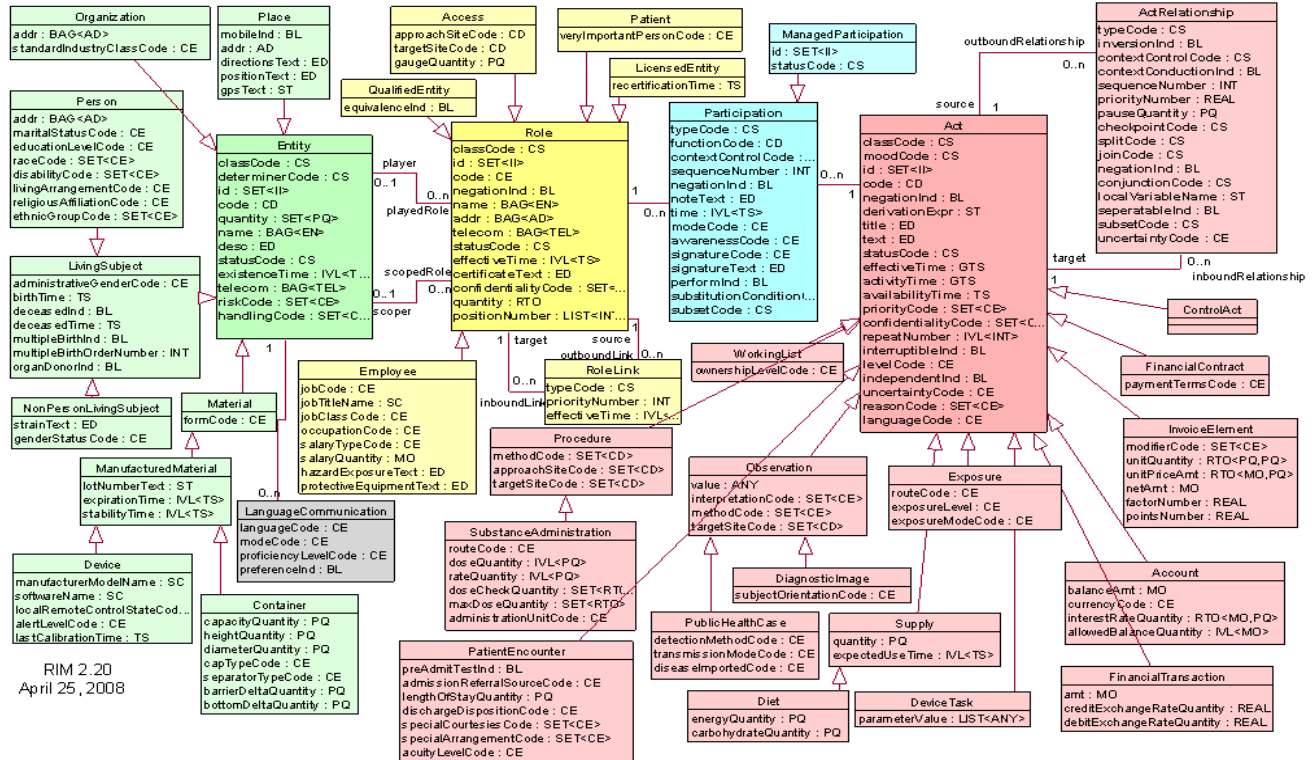 Organization
addr : BAG<AD>
standardIndustryClassCode : CE
Place
mobileInd : BL
addr : AD
directionsText : ED
positionText : ED
gpsText : ST
Access
approachSiteCode : CD
targetSiteCode : CD
gaugeQuantity : PQ
Patient
veryImportantPersonCode : CE
ManagedParticipation
id : SET<II>
statusCode : CS
ActRelationship
typeCode : CS
inversionInd : BL
contextControlCode : CS
contextConductionInd : BL
sequenceNumber : INT
priorityNumber : REAL
pauseQuantity : PQ
checkpointCode : CS
splitCode : CS
joinCode : CS
negationInd : BL
conjunctionCode : CS
localVariableName : ST
seperatableInd : BL
subsetCode : CS
uncertaintyCode : CE
outboundRelationship
0..n
source
1
LicensedEntity
recertificationTime : TS
QualifiedEntity
equivalenceInd : BL
Person
addr : BAG<AD>
maritalStatusCode : CE
educationLevelCode : CE
raceCode : SET<CE>
disabilityCode : SET<CE>
livingArrangementCode : CE
religiousAffiliationCode : CE
ethnicGroupCode : SET<CE>
Entity
classCode : CS
determinerCode : CS
id : SET<II>
code : CD
quantity : SET<PQ>
name : BAG<EN>
desc : ED
statusCode : CS
existenceTime : IVL<T...
telecom : BAG<TEL>
riskCode : SET<CE>
handlingCode : SET<C...
player
0..1
0..n
playedRole
scopedRole
0..1
0..n
scoper
Role
classCode : CS
id : SET<II>
code : CE
negationInd : BL
name : BAG<EN>
addr : BAG<AD>
telecom : BAG<TEL>
statusCode : CS
effectiveTime : IVL<TS>
certificateText : ED
confidentialityCode : SET<...
quantity : RTO
positionNumber : LIST<INT...
1
0..n
Participation
typeCode : CS
functionCode : CD
contextControlCode : ...
sequenceNumber : INT
negationInd : BL
noteText : ED
time : IVL<TS>
modeCode : CE
awarenessCode : CE
signatureCode : CE
signatureText : ED
performInd : BL
substitutionConditionI...
subsetCode : CS
0..n
1
Act
classCode : CS
moodCode : CS
id : SET<II>
code : CD
negationInd : BL
derivationExpr : ST
title : ED
text : ED
statusCode : CS
effectiveTime : GTS
activityTime : GTS
availabilityTime : TS
priorityCode : SET<CE>
confidentialityCode : SET<C...
repeatNumber : IVL<INT>
interruptibleInd : BL
levelCode : CE
independentInd : BL
uncertaintyCode : CE
reasonCode : SET<CE>
languageCode : CE
target
0..n
1
inboundRelationship
ControlAct
FinancialContract
paymentTermsCode : CE
LivingSubject
administrativeGenderCode : CE
birthTime : TS
deceasedInd : BL
deceasedTime : TS
multipleBirthInd : BL
multipleBirthOrderNumber : INT
organDonorInd : BL
1
NonPersonLivingSubject
strainText : ED
genderStatusCode : CE
Material
formCode : CE
ManufacturedMaterial
lotNumberText : ST
expirationTime : IVL<TS>
stabilityTime : IVL<TS>
0..n
LanguageCommunication
languageCode : CE
modeCode : CE
proficiencyLevelCode : CE
preferenceInd : BL
Device
manufacturerModelName : SC
softwareName : SC
localRemoteControlStateCod...
alertLevelCode : CE
lastCalibrationTime : TS
Container
capacityQuantity : PQ
heightQuantity : PQ
diameterQuantity : PQ
capTypeCode : CE
separatorTypeCode : CE
barrierDeltaQuantity : PQ
bottomDeltaQuantity : PQ
RIM 2.20
April 25, 2008
Employee
jobCode : CE
jobTitleName : SC
jobClassCode : CE
occupationCode : CE
salaryTypeCode : CE
salaryQuantity : MO
hazardExposureText : ED
protectiveEquipmentText : ED
1
target
0..n
inboundLink
1
source
outboundLink
0..n
RoleLink
typeCode : CS
priorityNumber : INT
effectiveTime : IVL<...
WorkingList
ownershipLevelCode : CE
Procedure
methodCode : SET<CD>
approachSiteCode : SET<CD>
targetSiteCode : SET<CD>
SubstanceAdministration
routeCode : CE
doseQuantity : IVL<PQ>
rateQuantity : IVL<PQ>
doseCheckQuantity : SET<RTO...
maxDoseQuantity : SET<RTO>
administrationUnitCode : CE
PatientEncounter
preAdmitTestInd : BL
admissionReferralSourceCode : CE
lengthOfStayQuantity : PQ
dischargeDispositionCode : CE
specialCourtesiesCode : SET<CE>
specialArrangementCode : SET<CE>
acuityLevelCode : CE
Observation
value : ANY
interpretationCode : SET<CE>
methodCode : SET<CE>
targetSiteCode : SET<CD>
DiagnosticImage
subjectOrientationCode : CE
PublicHealthCase
detectionMethodCode : CE
transmissionModeCode : CE
diseaseImportedCode : CE
Exposure
routeCode : CE
exposureLevel : CE
exposureModeCode : CE
Supply
quantity : PQ
expectedUseTime : IVL<TS>
Diet
energyQuantity : PQ
carbohydrateQuantity : PQ
DeviceTask
parameterValue : LIST<ANY>
InvoiceElement
modifierCode : SET<CE>
unitQuantity : RTO<PQ,PQ>
unitPriceAmt : RTO<MO,PQ>
netAmt : MO
factorNumber : REAL
pointsNumber : REAL
Account
balanceAmt : MO
currencyCode : CE
interestRateQuantity : RTO<MO,PQ>
allowedBalanceQuantity : IVL<MO>
FinancialTransaction
amt : MO
creditExchangeRateQuantity : REAL
debitExchangeRateQuantity : REAL